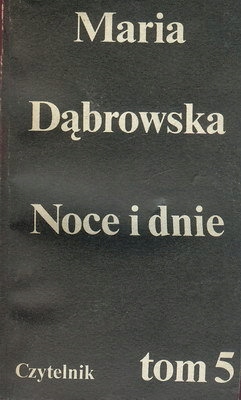 Maria
Dąbrowska
Noce i dnie
Czytelnik tom 5